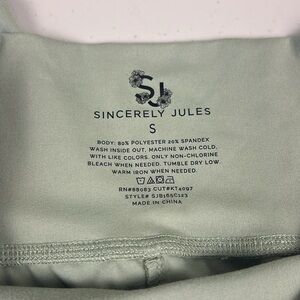 SJ
SINCERELY JULES
S
BODY: 80% POLYESTER 20% SPANDEX
WASH INSIDE OUT. MACHINE WASH COLD,
WITH LIKE COLORS. ONLY NON-CHLORINE
BLEACH WHEN NEEDED. TUMBLE DRY LOW.
WARM IRON WHEN NEEDED.
RN#88083 CUT#KT4097
STYLE# SJB165C123
MADE IN CHINA